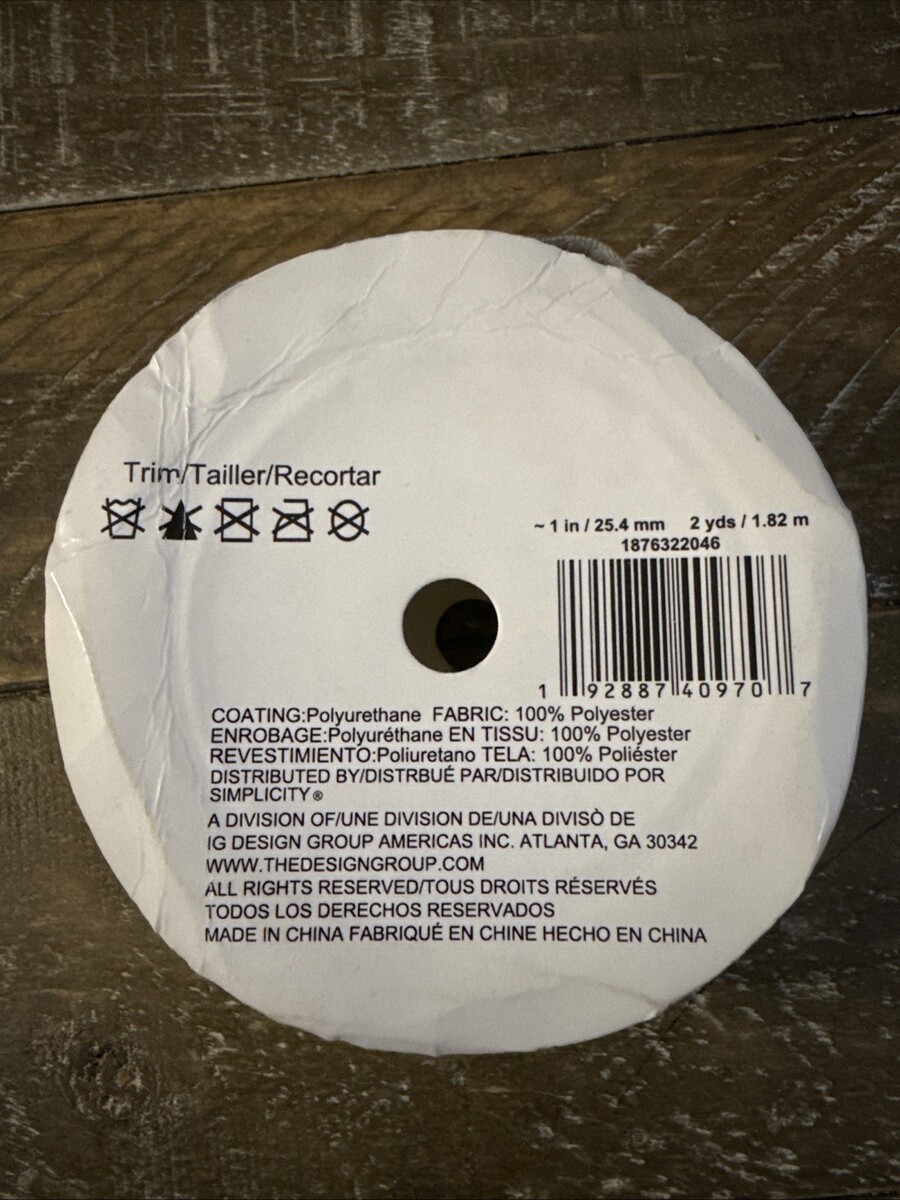 Trim/Tailler/Recortar
~ 1 in / 25.4 mm 2 yds / 1.82 m
1876322046
1 92887 40970 7
COATING:Polyurethane FABRIC: 100% Polyester
ENROBAGE:Polyuréthane EN TISSU: 100% Polyester
REVESTIMIENTO:Poliuretano TELA: 100% Poliéster
DISTRIBUTED BY/DISTRBUÉ PAR/DISTRIBUIDO POR
SIMPLICITY®
A DIVISION OF/UNE DIVISION DE/UNA DIVISÒ DE
IG DESIGN GROUP AMERICAS INC. ATLANTA, GA 30342
WWW.THEDESIGNGROUP.COM
ALL RIGHTS RESERVED/TOUS DROITS RÉSERVÉS
TODOS LOS DERECHOS RESERVADOS
MADE IN CHINA FABRIQUÉ EN CHINE HECHO EN CHINA